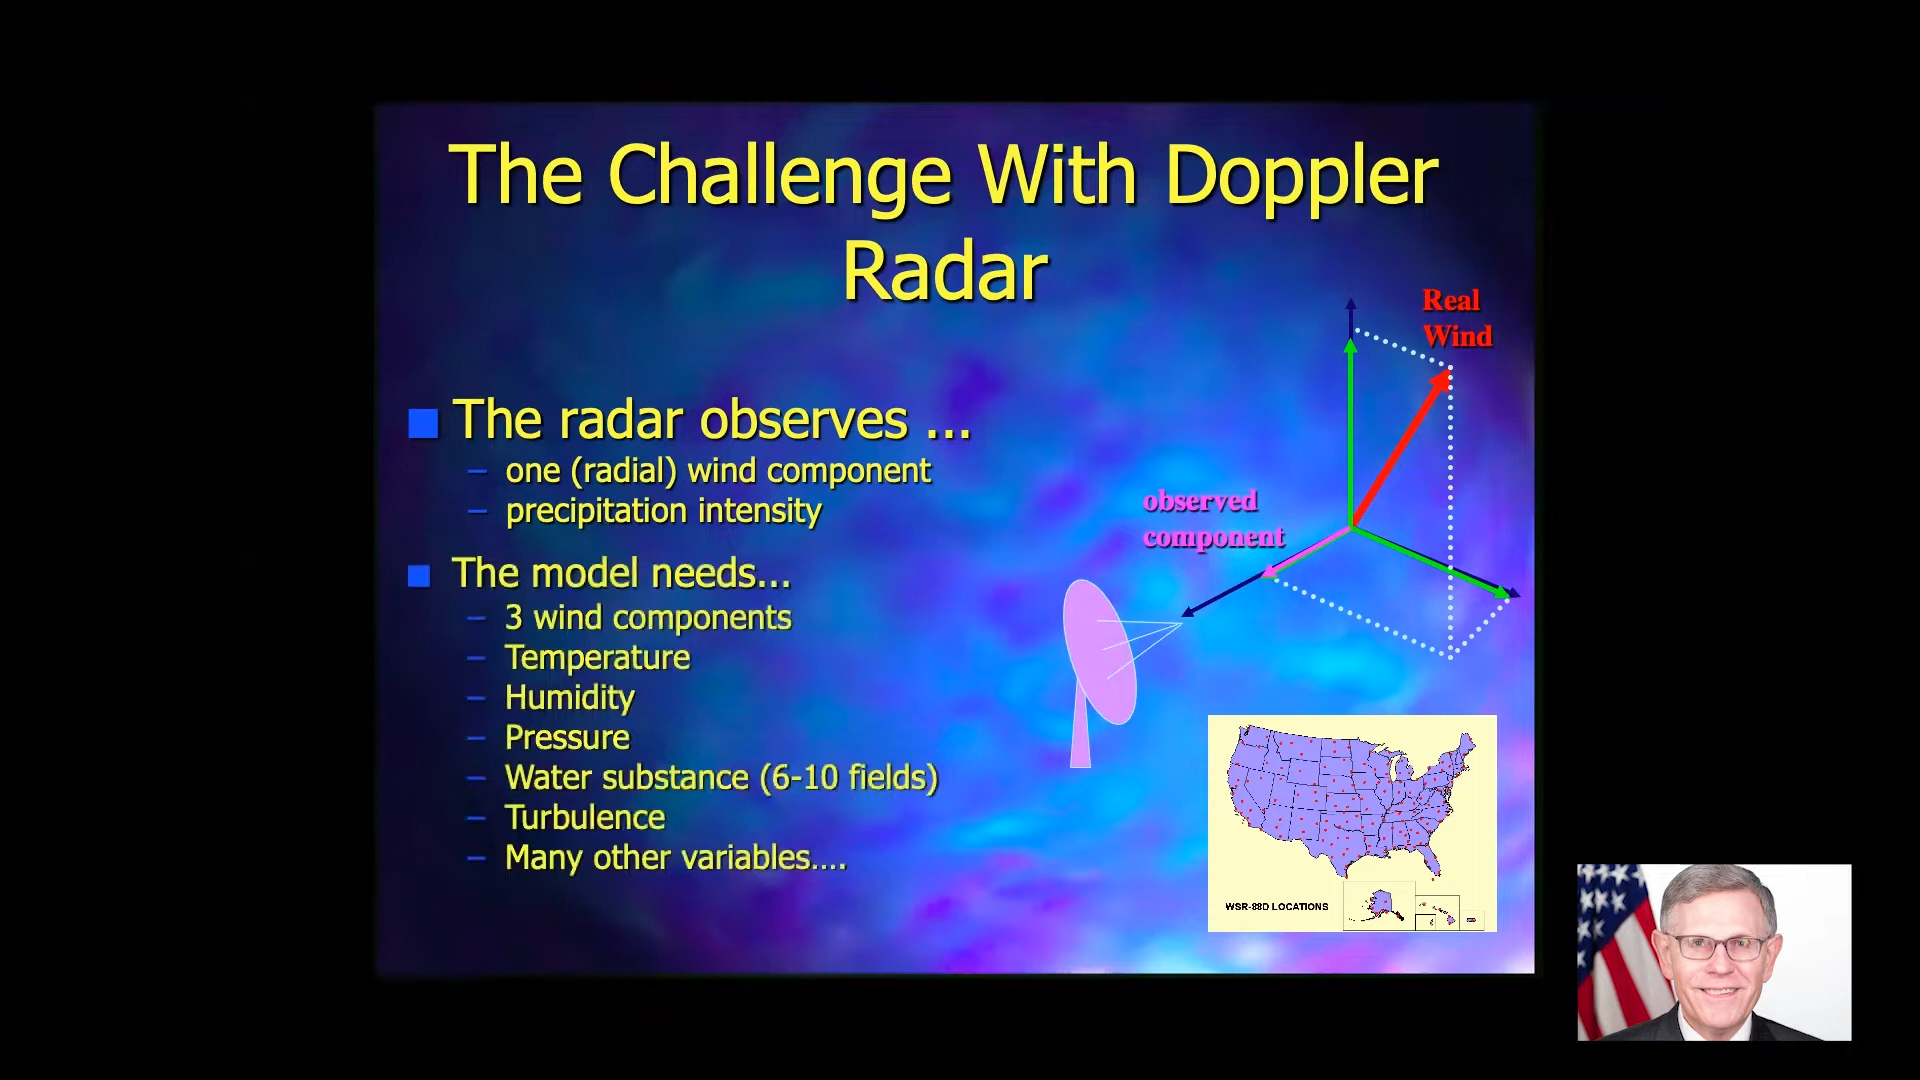 The Challenge With Doppler
Radar
Real
Wind
■ The radar observes ...
– one (radial) wind component
– precipitation intensity
observed
component
■ The model needs...
– 3 wind components
– Temperature
– Humidity
– Pressure
– Water substance (6-10 fields)
– Turbulence
– Many other variables....
WSR-88D LOCATIONS